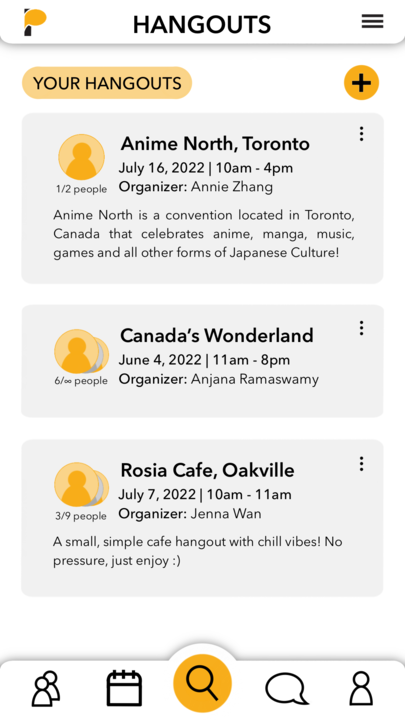 HANGOUTS
YOUR HANGOUTS
Anime North, Toronto
July 16, 2022 | 10am - 4pm
1/2 people
Organizer: Annie Zhang
Anime North is a convention located in Toronto,
Canada that celebrates anime, manga, music,
games and all other forms of Japanese Culture!
Canada's Wonderland
June 4, 2022 | 11am - 8pm
6/∞ people
Organizer: Anjana Ramaswamy
Rosia Cafe, Oakville
July 7, 2022 | 10am - 11am
3/9 people
Organizer: Jenna Wan
A small, simple cafe hangout with chill vibes! No
pressure, just enjoy :)